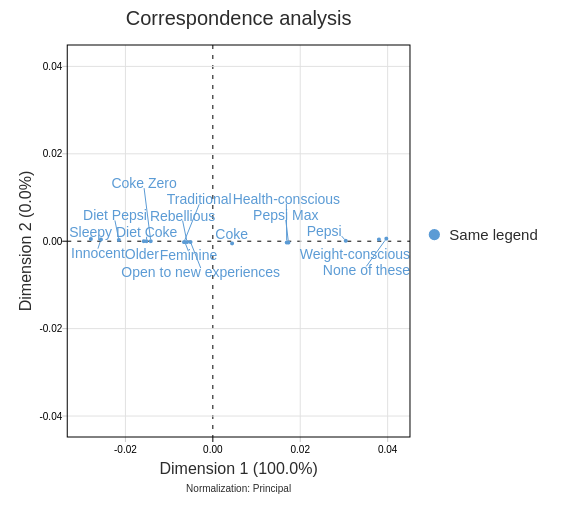 Correspondence analysis
0.04
0.02
0.00
-0.02
-0.04
Dimension 2 (0.0%)
Coke Zero
Traditional Health-conscious
Diet Pepsi Rebellious Peps Max
Sleepy Diet Coke Coke Pepsi
Innocent Older Feminine Weight-conscious
Open to new experiences None of these
Same legend
-0.02 0.00 0.02 0.04
Dimension 1 (100.0%)
Normalization: Principal